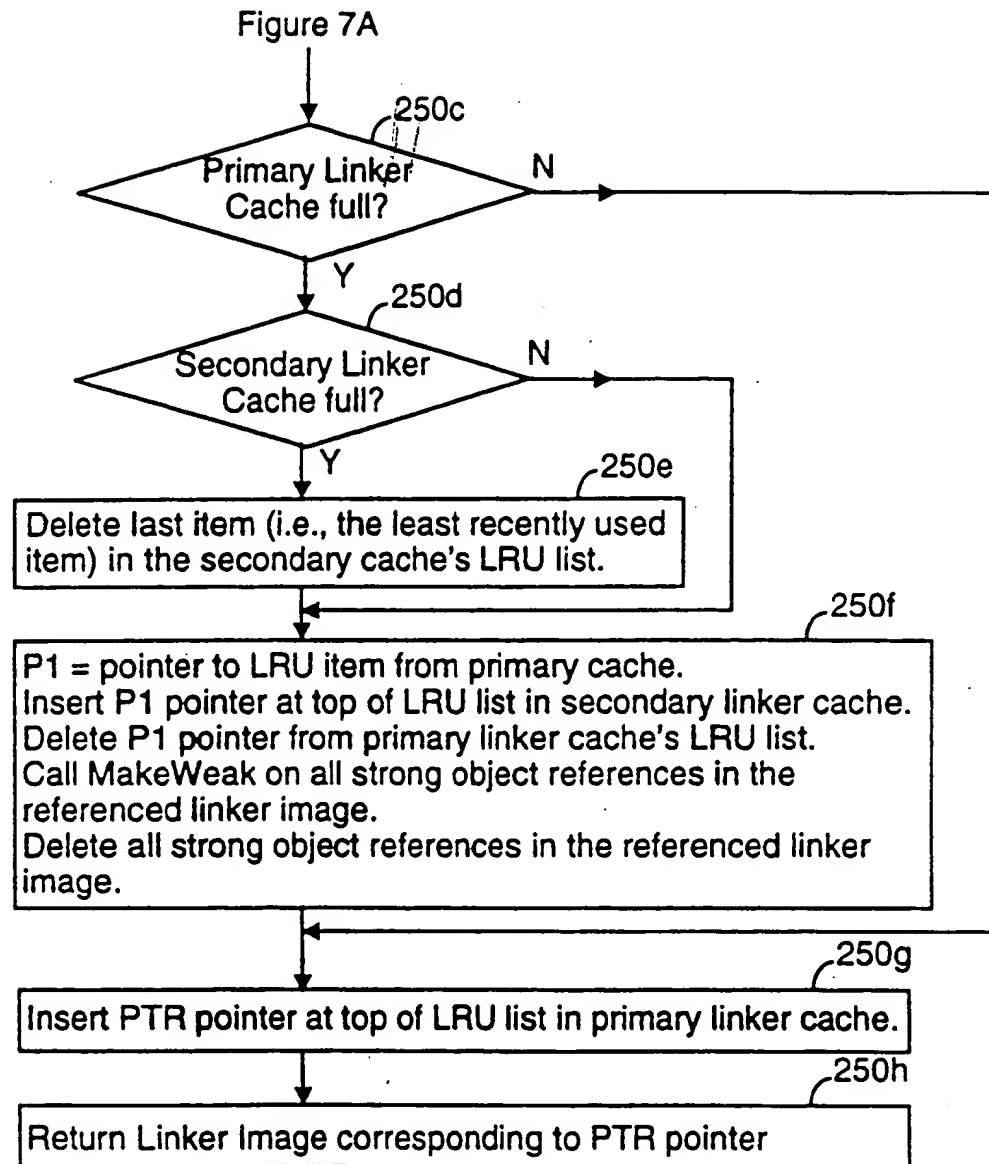 Figure 7A
250c
Primary Linker
Cache full?
N
Y
250d
Secondary Linker
Cache full?
N
Y
250e
Delete last item (i.e., the least recently used
item) in the secondary cache's LRU list.
250f
P1 = pointer to LRU item from primary cache.
Insert P1 pointer at top of LRU list in secondary linker cache.
Delete P1 pointer from primary linker cache's LRU list.
Call MakeWeak on all strong object references in the
referenced linker image.
Delete all strong object references in the referenced linker
image.
250g
Insert PTR pointer at top of LRU list in primary linker cache.
250h
Return Linker Image corresponding to PTR pointer